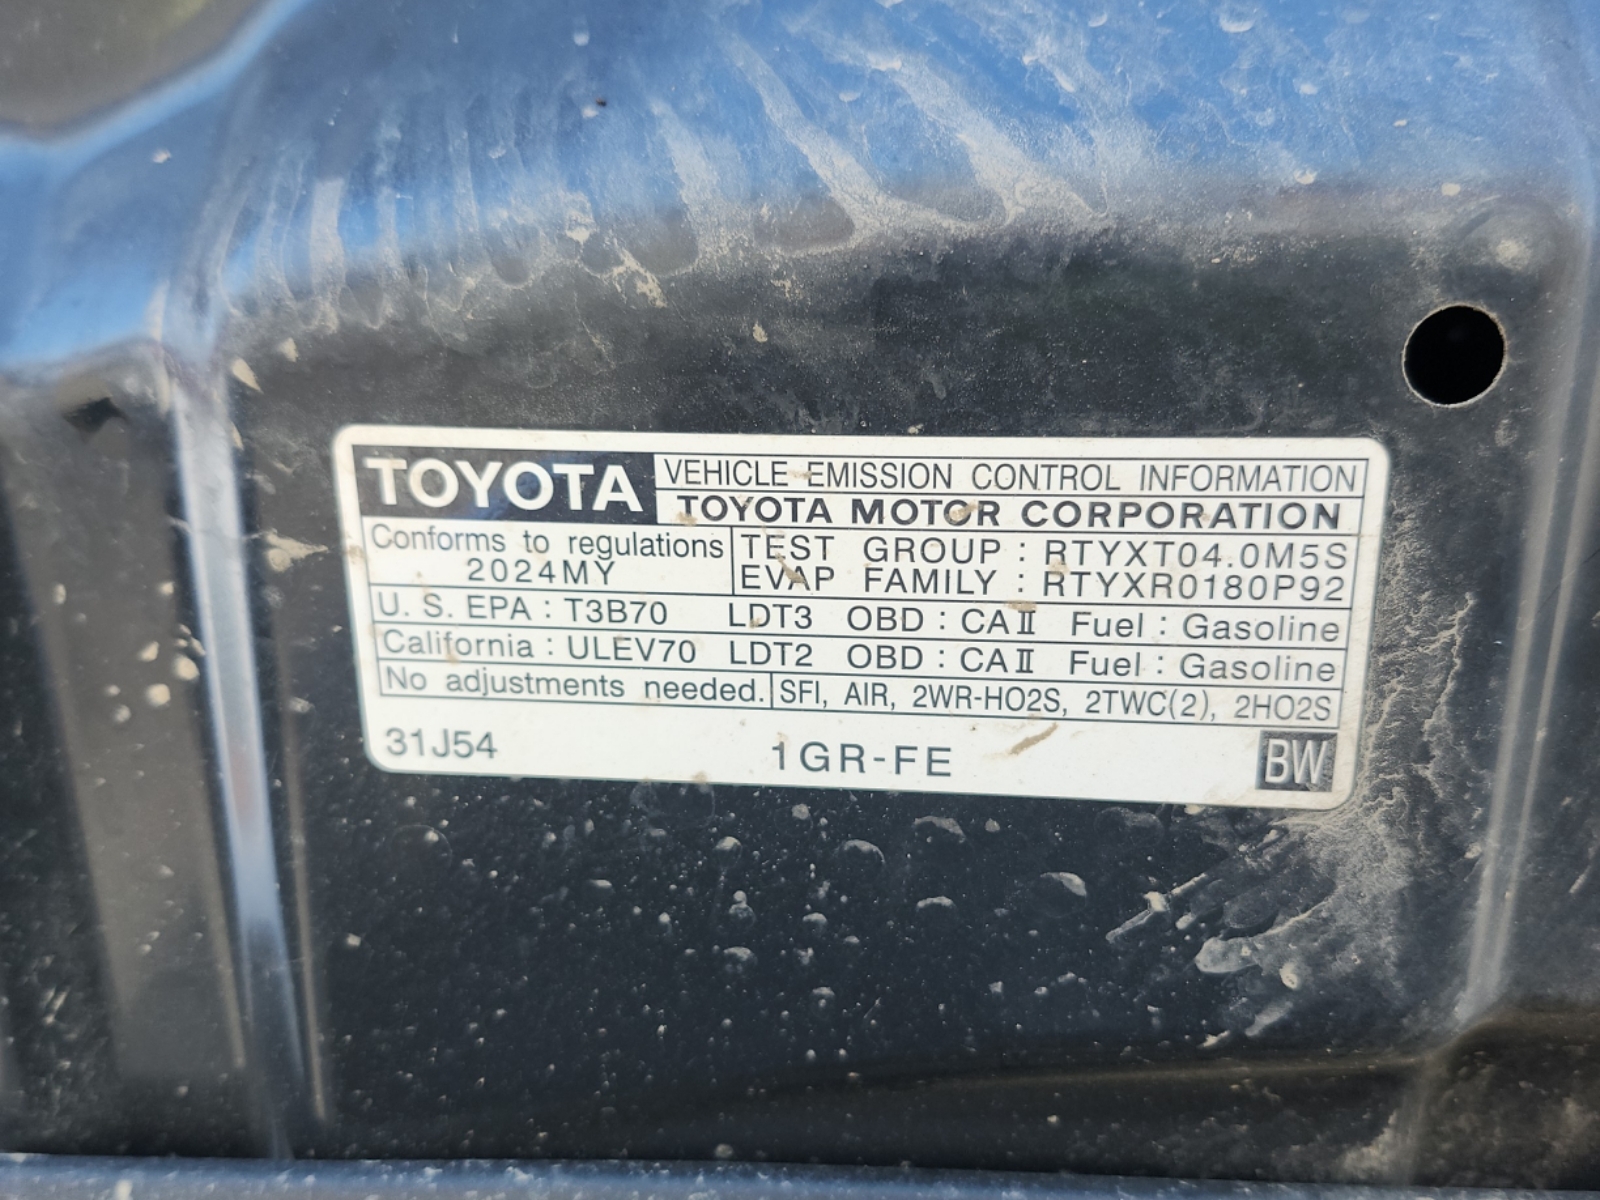 TOYOTA VEHICLE EMISSION CONTROL INFORMATION
TOYOTA MOTOR CORPORATION
Conforms to regulations
2024MY
TEST GROUP : RTYXT04.0M5S
EVAP FAMILY : RTYXR0180P92
U. S. EPA : T3B70 LDT3 OBD : CAⅡ Fuel : Gasoline
California : ULEV70 LDT2 OBD : CAⅡ Fuel : Gasoline
No adjustments needed. SFI, AIR, 2WR-HO2S, 2TWC(2), 2HO2S
31J54 1GR-FE BW